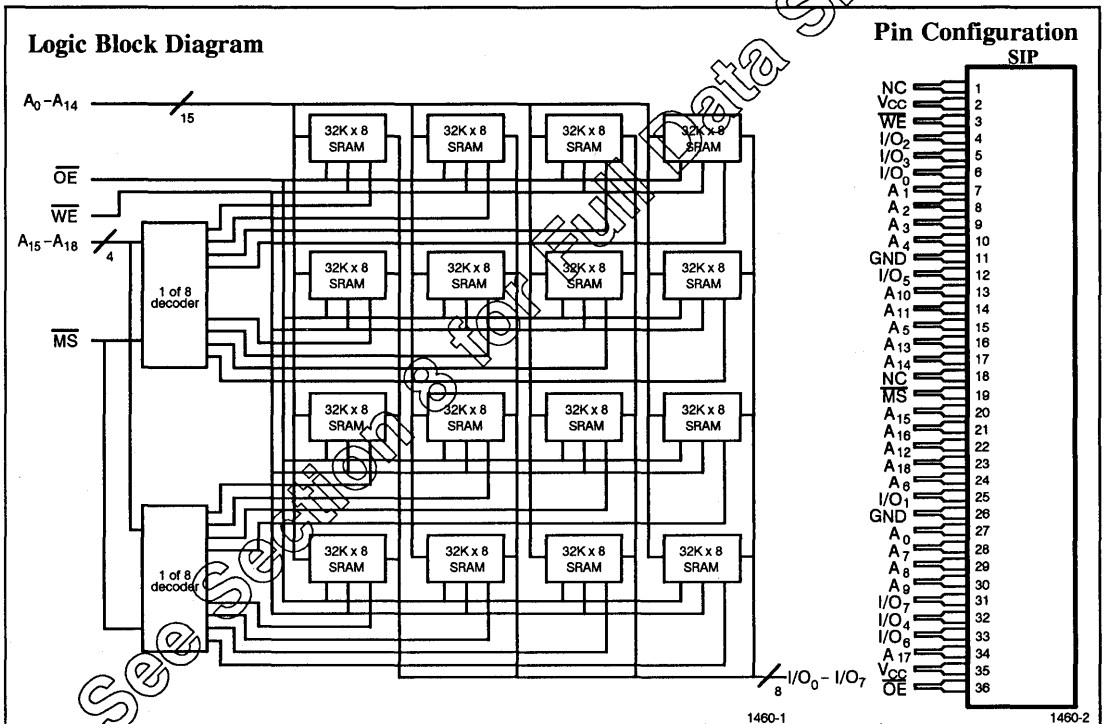 Logic Block Diagram
A0–A14
15
OE
WE
A15–A18
4
MS
1 of 8
decoder
1 of 8
decoder
32K x 8
SRAM
32K x 8
SRAM
32K x 8
SRAM
32K x 8
SRAM
32K x 8
SRAM
32K x 8
SRAM
32K x 8
SRAM
32K x 8
SRAM
32K x 8
SRAM
32K x 8
SRAM
32K x 8
SRAM
32K x 8
SRAM
32K x 8
SRAM
32K x 8
SRAM
32K x 8
SRAM
32K x 8
SRAM
8
I/O0– I/O7
1460-1
Pin Configuration
SIP
NC 1
VCC 2
WE 3
I/O2 4
I/O3 5
I/O0 6
A1 7
A2 8
A3 9
A4 10
GND 11
I/O5 12
A10 13
A11 14
A5 15
A13 16
A14 17
NC 18
MS 19
A15 20
A16 21
A12 22
A18 23
A6 24
I/O1 25
GND 26
A0 27
A7 28
A8 29
A9 30
I/O7 31
I/O4 32
I/O6 33
A17 34
VCC 35
OE 36
1460-2
See Section 8 for Full Data